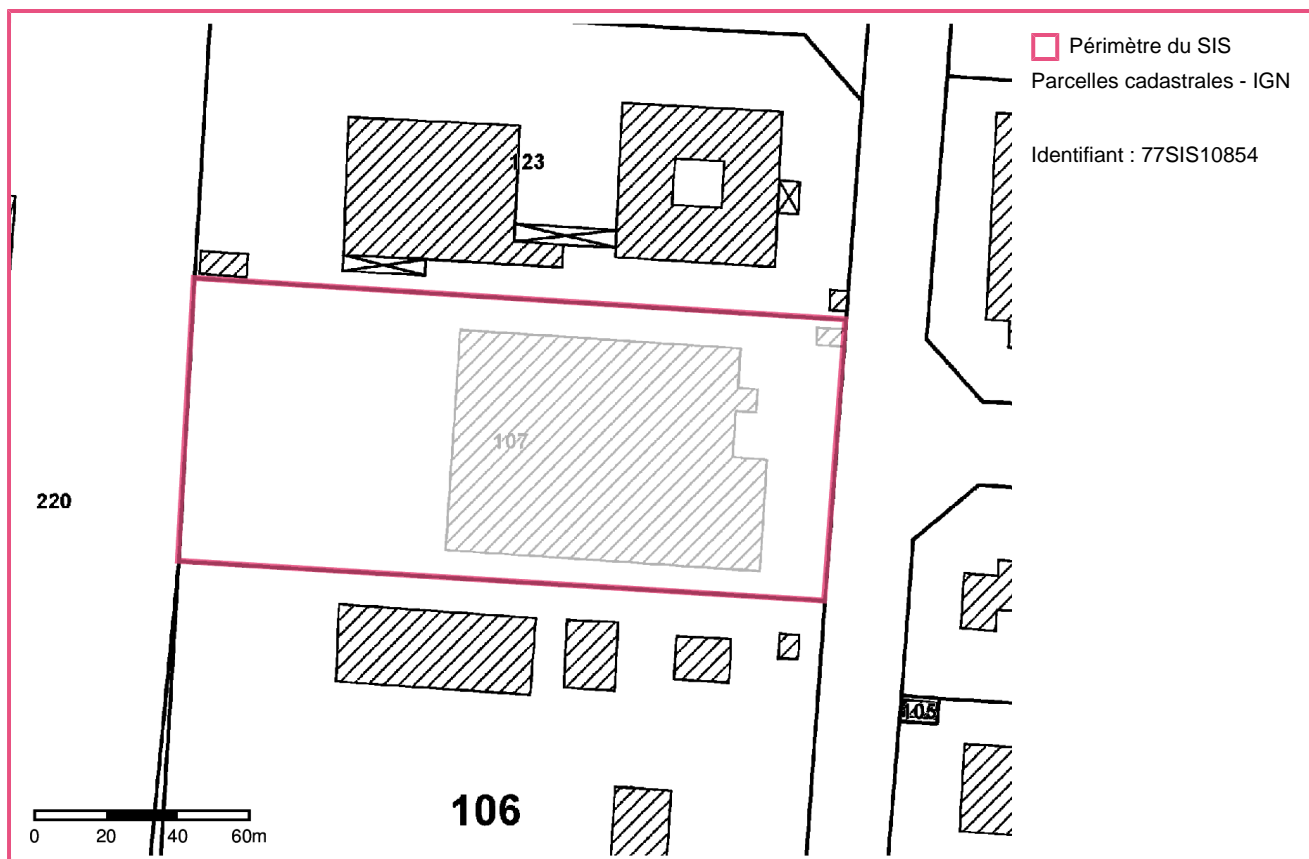 Périmètre du SIS
Parcelles cadastrales - IGN
Identifiant : 77SIS10854
123
107
220
105
106
0 20 40 60m